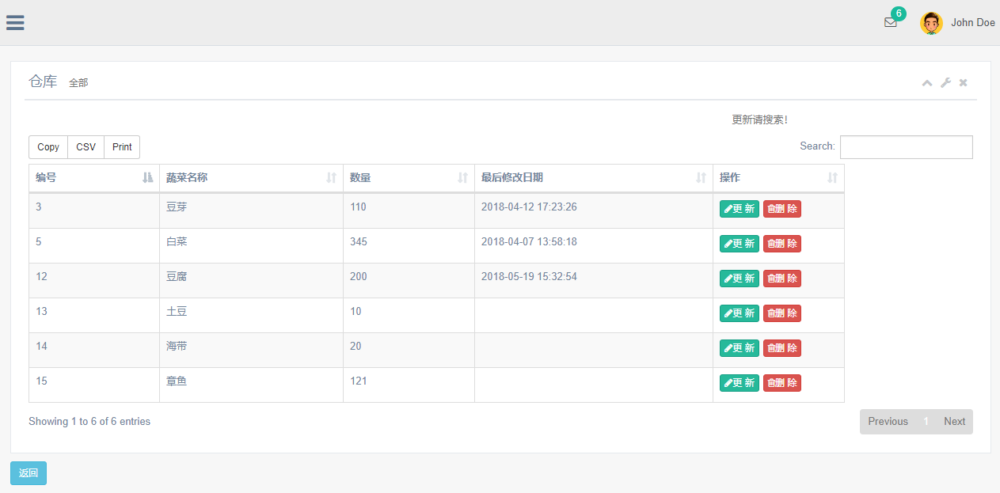 6
John Doe
仓库 全部
更新请搜索!
Copy CSV Print Search:
编号 蔬菜名称 数量 最后修改日期 操作
3 豆芽 110 2018-04-12 17:23:26 更 新 删 除
5 白菜 345 2018-04-07 13:58:18 更 新 删 除
12 豆腐 200 2018-05-19 15:32:54 更 新 删 除
13 土豆 10 更 新 删 除
14 海带 20 更 新 删 除
15 章鱼 121 更 新 删 除
Showing 1 to 6 of 6 entries Previous 1 Next
返回